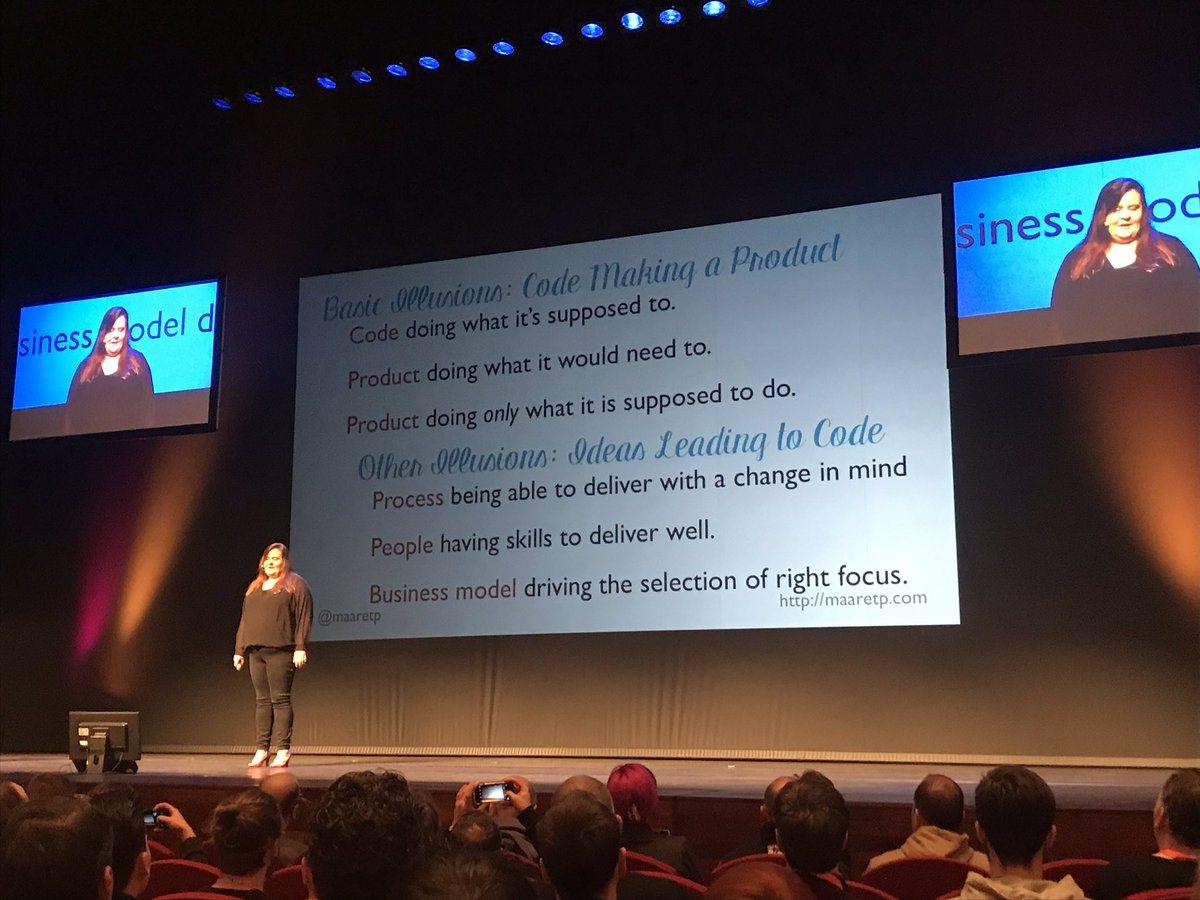 Basic Illusions: Code Making a Product
Code doing what it's supposed to.
Product doing what it would need to.
Product doing only what it is supposed to do.
Other Illusions: Ideas Leading to Code
Process being able to deliver with a change in mind
People having skills to deliver well.
Business model driving the selection of right focus.
@maaretp
http://maaretp.com
siness odel d
siness od